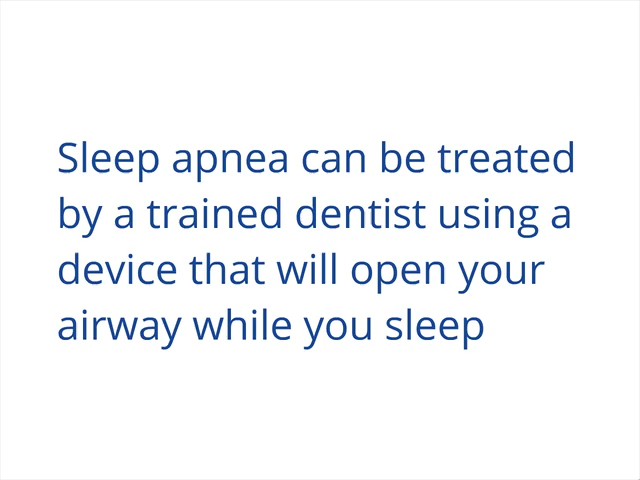 Sleep apnea can be treated
by a trained dentist using a
device that will open your
airway while you sleep